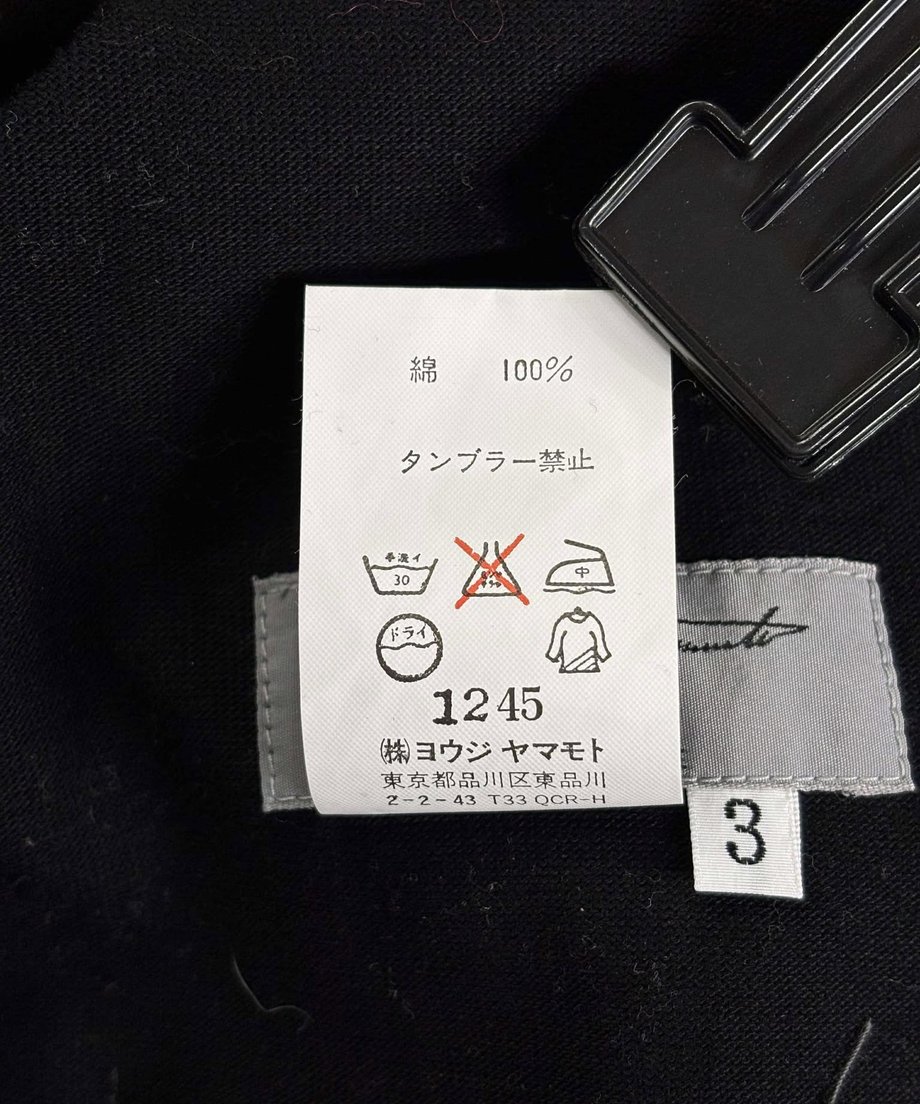 綿 100%
タンブラー禁止
手洗イ
30
中
ドライ
1245
㈱ヨウジ ヤマモト
東京都品川区東品川
2-2-43 T33 QCR-H
3